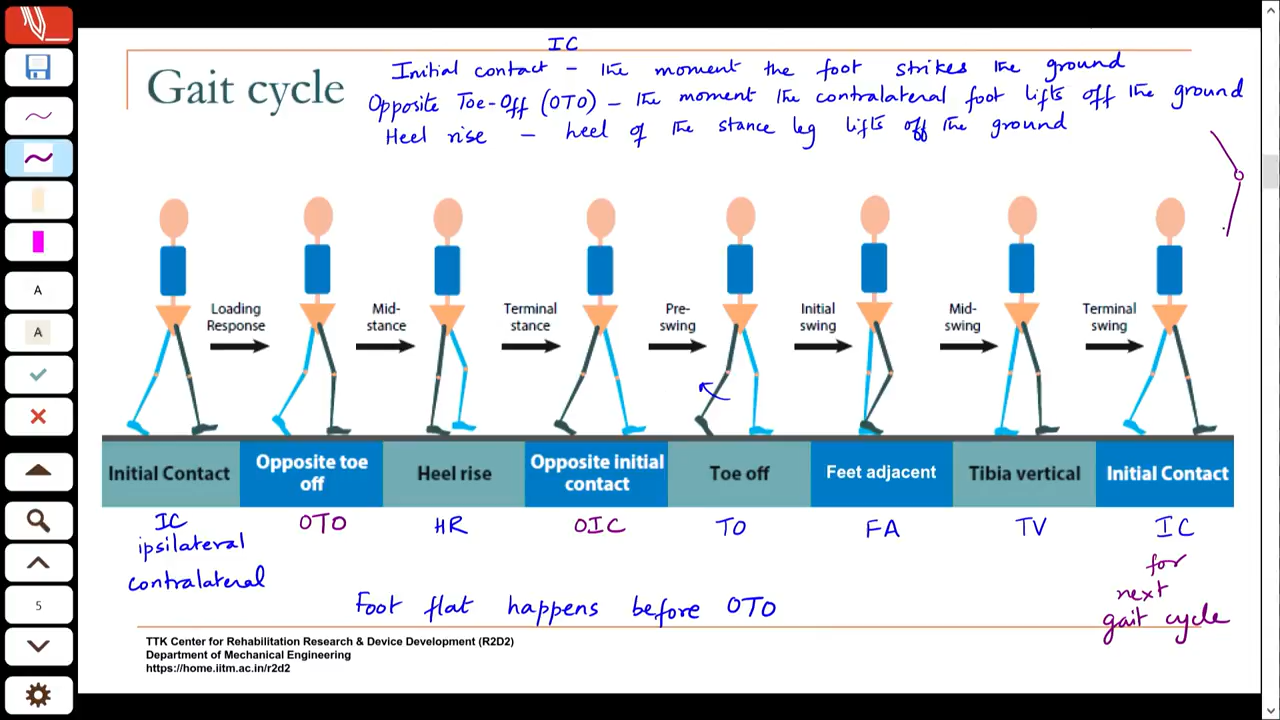 IC
Gait cycle
Initial contact – the moment the foot strikes the ground
Opposite Toe-Off (OTO) – the moment the contralateral foot lifts off the ground
Heel rise – heel of the stance leg lifts off the ground
Loading Response
Mid-stance
Terminal stance
Pre-swing
Initial swing
Mid-swing
Terminal swing
Initial Contact
Opposite toe off
Heel rise
Opposite initial contact
Toe off
Feet adjacent
Tibia vertical
Initial Contact
IC OTO HR OIC TO FA TV IC
ipsilateral
contralateral
for
next
gait cycle
Foot flat happens before OTO
TTK Center for Rehabilitation Research & Device Development (R2D2)
Department of Mechanical Engineering
https://home.iitm.ac.in/r2d2
A
A
5